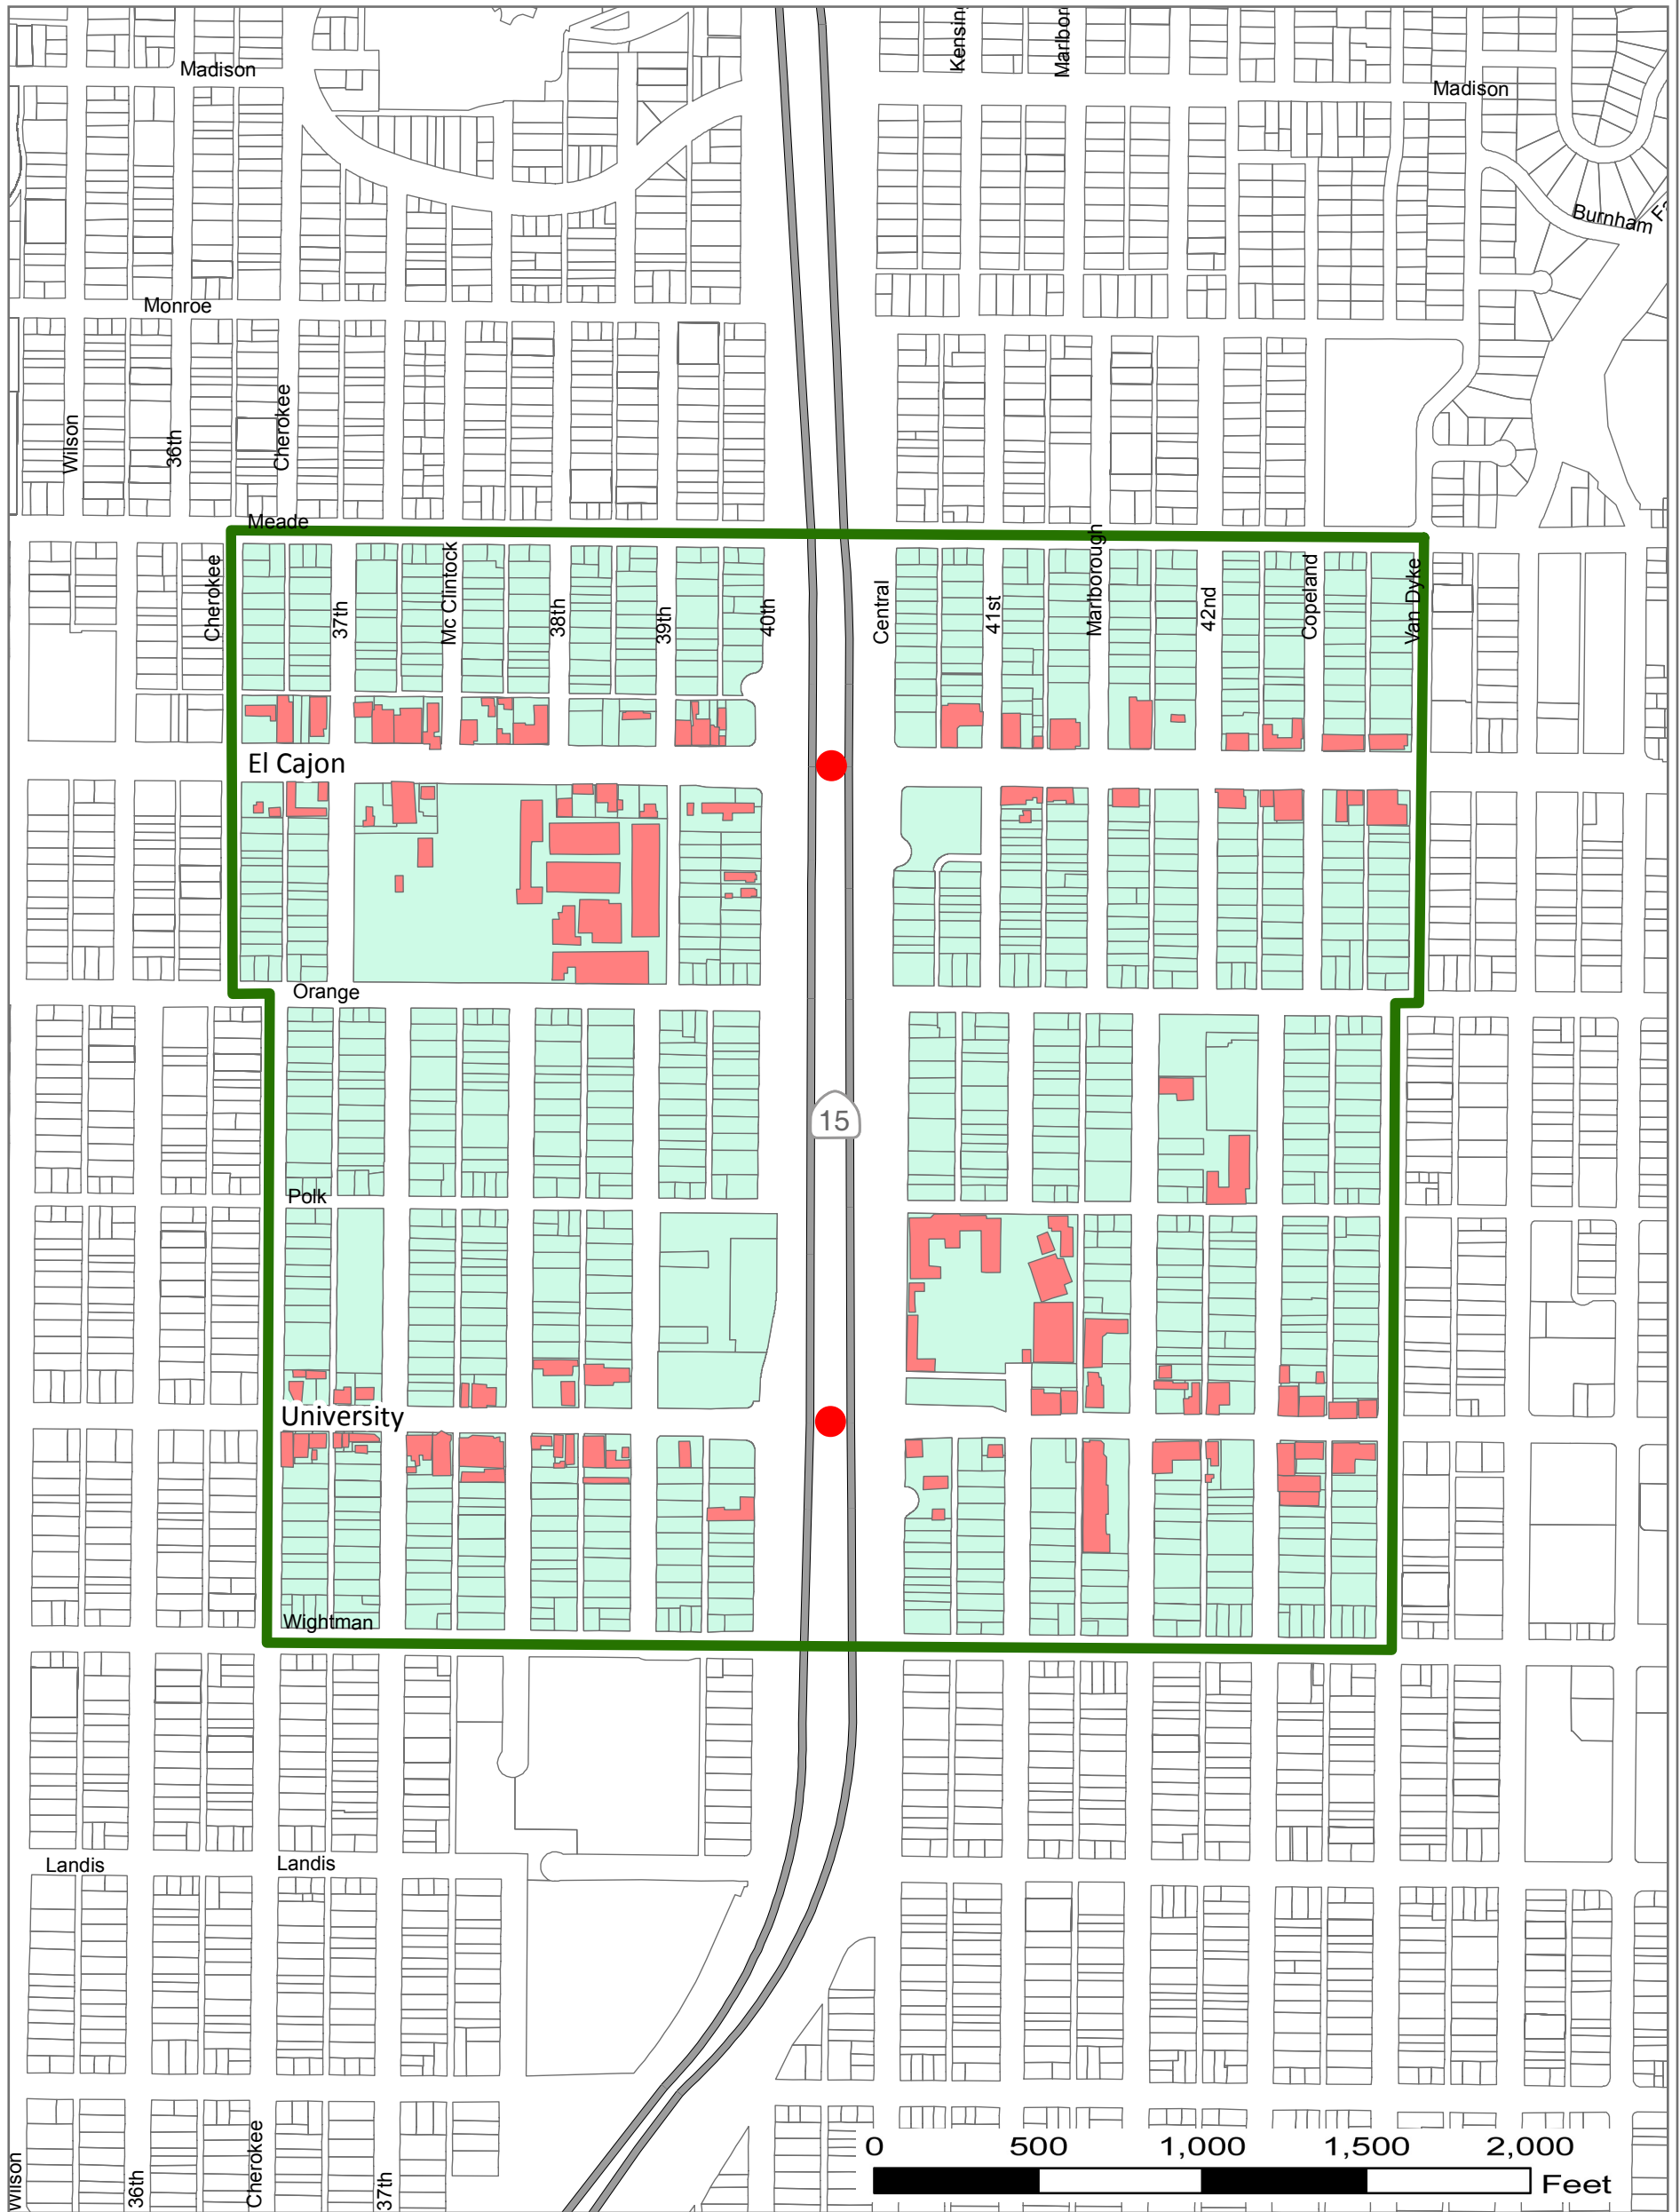 Kensin
Marlbor
Madison
Madison
Burnham
Fa
Monroe
Wilson
36th
Cherokee
Meade
Cherokee
37th
Mc Clintock
38th
39th
40th
Central
41st
Marlborough
42nd
Copeland
Van Dyke
El Cajon
Orange
15
Polk
University
Wightman
Landis
Landis
Wilson
36th
Cherokee
37th
0 500 1,000 1,500 2,000
Feet